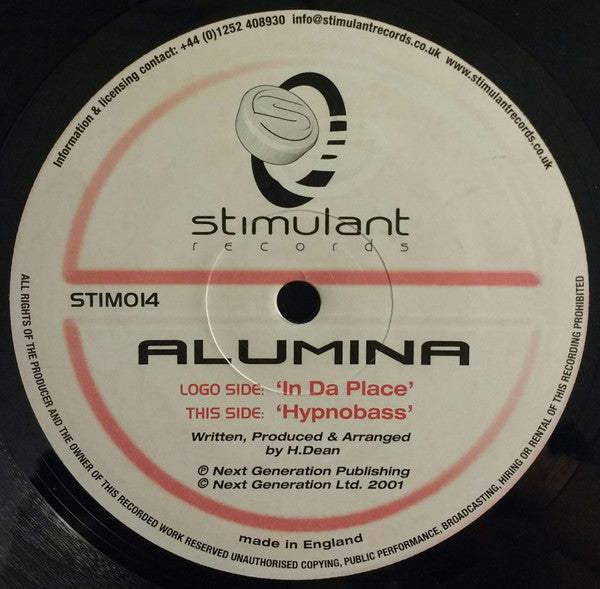 Information & licensing contact: +44 (0)1252 408930 info@stimulantrecords.co.uk www.stimulantrecords.co.uk
S
stimulant
records
STIM014
ALUMINA
LOGO SIDE: ‘In Da Place’
THIS SIDE: ‘Hypnobass’
Written, Produced & Arranged
by H.Dean
℗ Next Generation Publishing
© Next Generation Ltd. 2001
made in England
ALL RIGHTS OF THE PRODUCER AND THE OWNER OF THIS RECORDED WORK RESERVED UNAUTHORISED COPYING, PUBLIC PERFORMANCE, BROADCASTING, HIRING OR RENTAL OF THIS RECORDING PROHIBITED